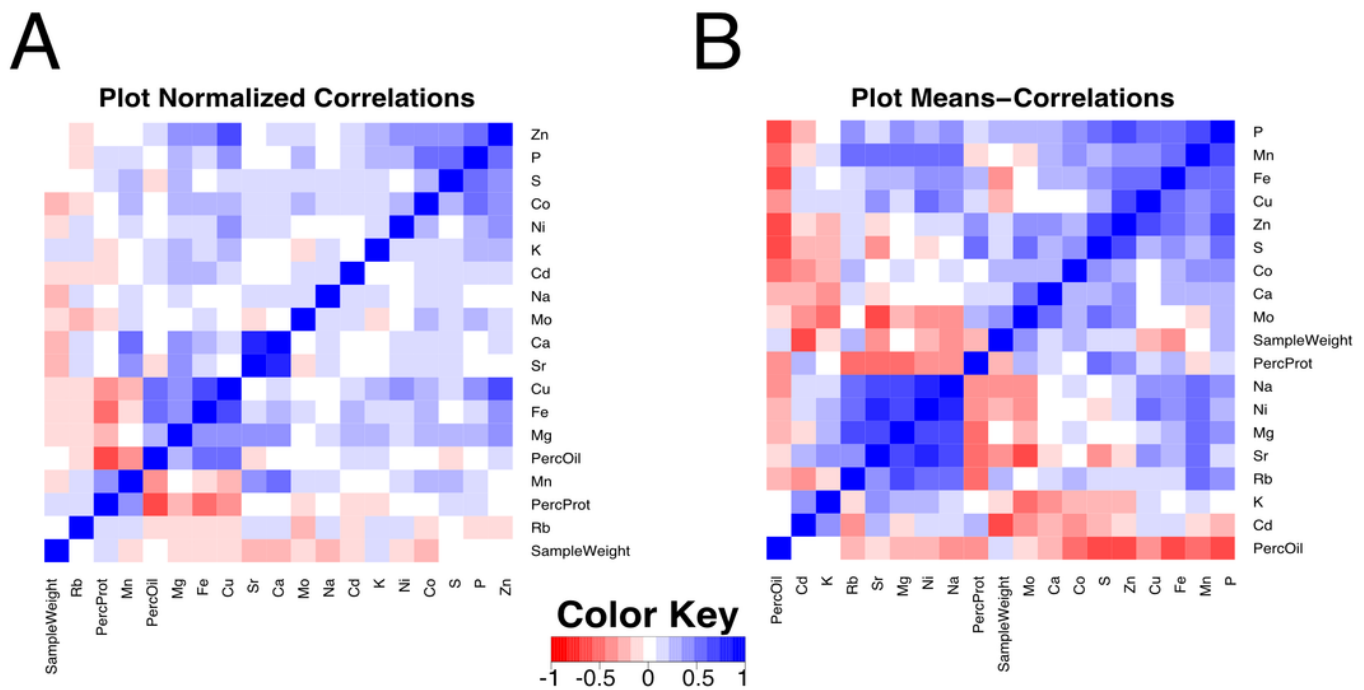 A
B
Plot Normalized Correlations
Plot Means–Correlations
Zn
P
S
Co
Ni
K
Cd
Na
Mo
Ca
Sr
Cu
Fe
Mg
PercOil
Mn
PercProt
Rb
SampleWeight
SampleWeight
Rb
PercProt
Mn
PercOil
Mg
Fe
Cu
Sr
Ca
Mo
Na
Cd
K
Ni
Co
S
P
Zn
P
Mn
Fe
Cu
Zn
S
Co
Ca
Mo
SampleWeight
PercProt
Na
Ni
Mg
Sr
Rb
K
Cd
PercOil
PercOil
Cd
K
Rb
Sr
Mg
Ni
Na
PercProt
SampleWeight
Mo
Ca
Co
S
Zn
Cu
Fe
Mn
P
Color Key
-1 -0.5 0 0.5 1